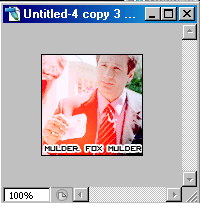 Untitled-4 copy 3 ...
MULDER. FOX MULDER
100%